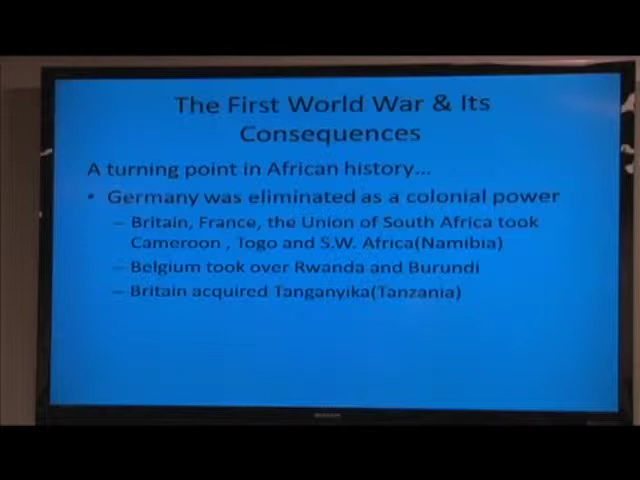 The First World War & Its
Consequences
A turning point in African history...
• Germany was eliminated as a colonial power
– Britain, France, the Union of South Africa took
Cameroon , Togo and S.W. Africa(Namibia)
– Belgium took over Rwanda and Burundi
– Britain acquired Tanganyika(Tanzania)